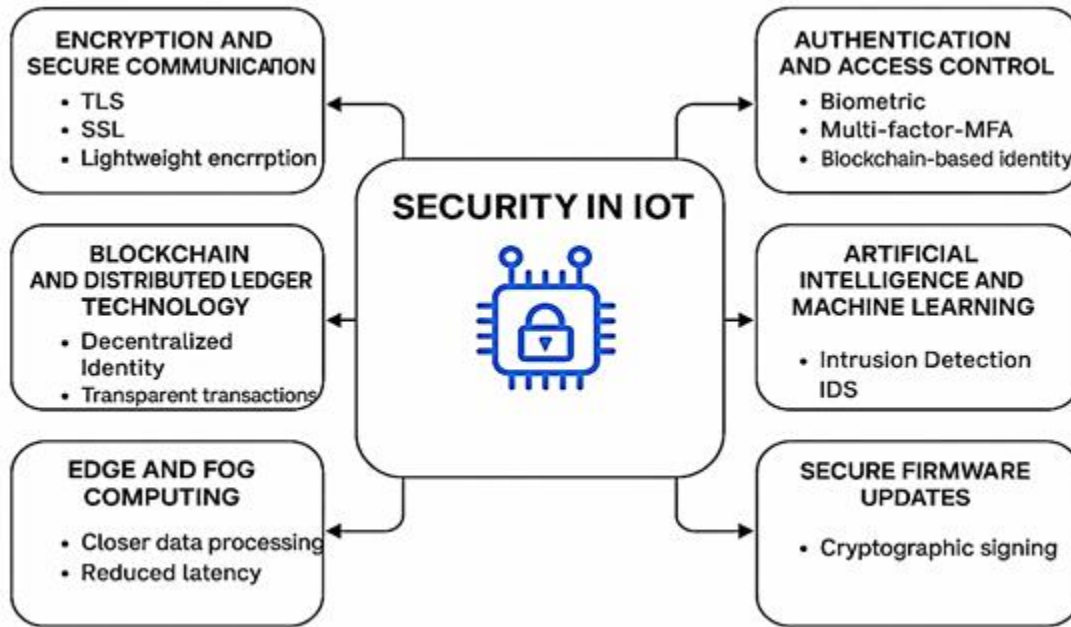 ENCRYPTION AND
SECURE COMMUNICATION
• TLS
• SSL
• Lightweight encrrption
AUTHENTICATION
AND ACCESS CONTROL
• Biometric
• Multi-factor-MFA
• Blockchain-based identity
SECURITY IN IOT
BLOCKCHAIN
AND DISTRIBUTED LEDGER
TECHNOLOGY
• Decentralized
Identity
• Transparent transactions
ARTIFICIAL
INTELLIGENCE AND
MACHINE LEARNING
• Intrusion Detection
IDS
EDGE AND FOG
COMPUTING
• Closer data processing
• Reduced latency
SECURE FIRMWARE
UPDATES
• Cryptographic signing